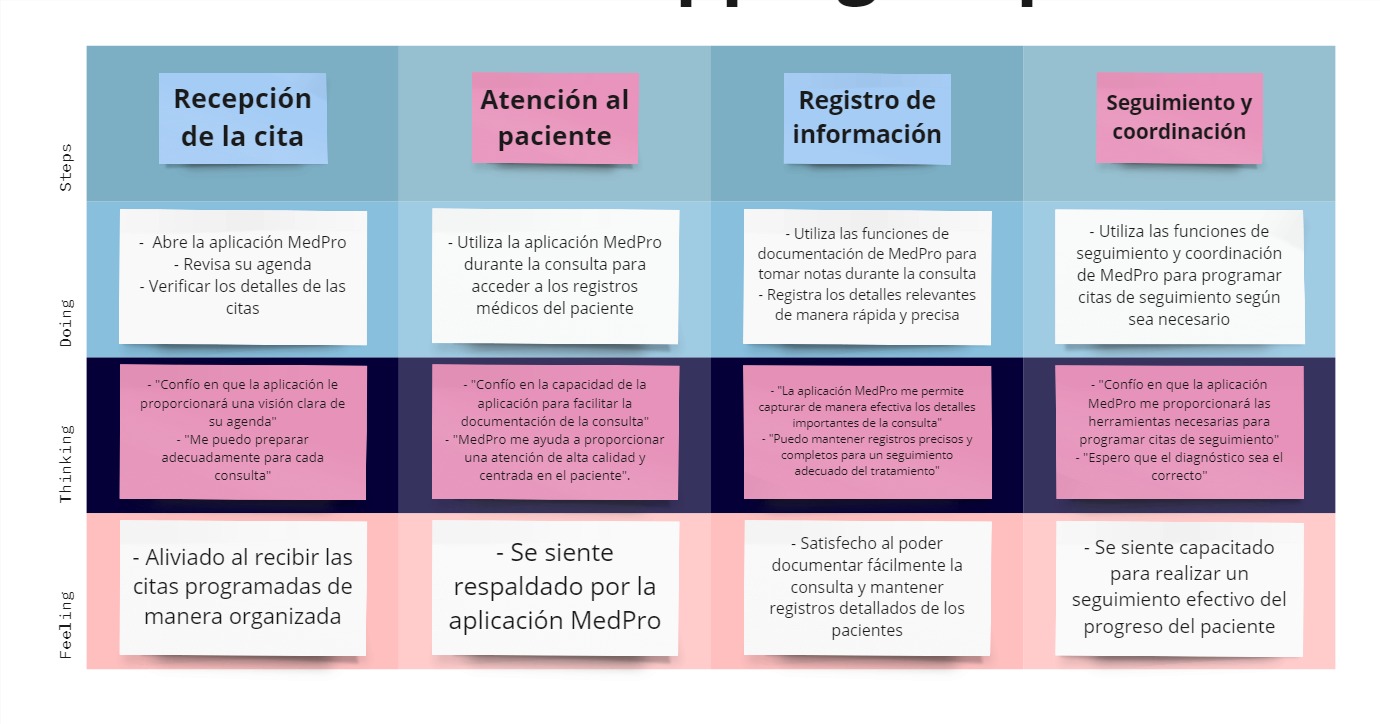 Steps
Recepción
de la cita
Atención al
paciente
Registro de
información
Seguimiento y
coordinación
Doing
- Abre la aplicación MedPro
- Revisa su agenda
- Verificar los detalles de las
citas
- Utiliza la aplicación MedPro
durante la consulta para
acceder a los registros
médicos del paciente
- Utiliza las funciones de
documentación de MedPro para
tomar notas durante la consulta
- Registra los detalles relevantes
de manera rápida y precisa
- Utiliza las funciones de
seguimiento y coordinación
de MedPro para programar
citas de seguimiento según
sea necesario
Thinking
- "Confío en que la aplicación le
proporcionará una visión clara de
su agenda"
- "Me puedo preparar
adecuadamente para cada
consulta"
- "Confío en la capacidad de la
aplicación para facilitar la
documentación de la consulta"
- "MedPro me ayuda a proporcionar
una atención de alta calidad y
centrada en el paciente".
- "La aplicación MedPro me permite
capturar de manera efectiva los detalles
importantes de la consulta"
- "Puedo mantener registros precisos y
completos para un seguimiento
adecuado del tratamiento"
- "Confío en que la aplicación
MedPro me proporcionará las
herramientas necesarias para
programar citas de seguimiento"
- "Espero que el diagnóstico sea el
correcto"
Feeling
- Aliviado al recibir las
citas programadas de
manera organizada
- Se siente
respaldado por la
aplicación MedPro
- Satisfecho al poder
documentar fácilmente la
consulta y mantener
registros detallados de los
pacientes
- Se siente capacitado
para realizar un
seguimiento efectivo del
progreso del paciente